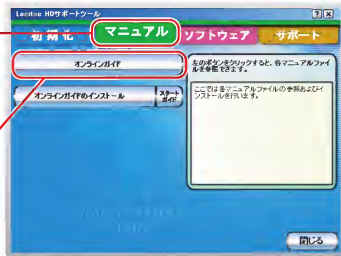 Logitec HDサポートツール
初期化
マニュアル
ソフトウェア
サポート
オンラインガイド
オンラインガイドのインストール
スタート
ガイド
左のボタンをクリックすると、各マニュアルファイ
ルを参照できます。
ここでは各マニュアルファイルの参照およびイ
ンストールを行います。
閉じる